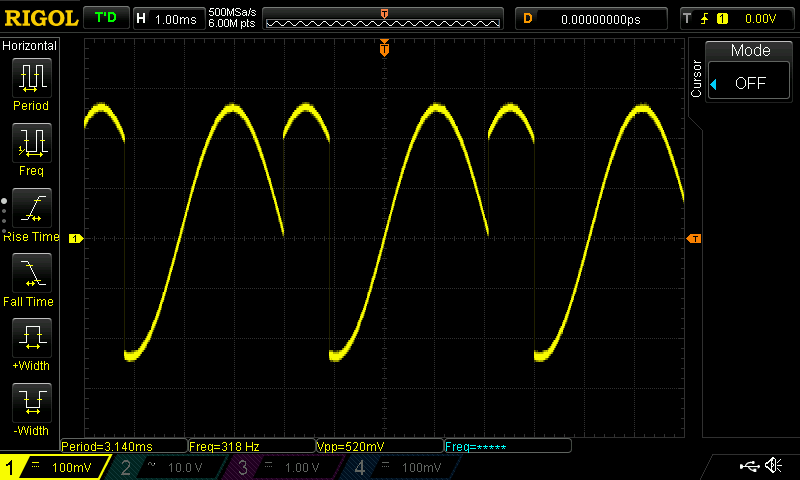 RIGOL T'D H 1.00ms 500MSa/s 6.00M pts T D 0.00000000ps T 1 0.00V
Horizontal
Period
Freq
Rise Time
Fall Time
+Width
-Width
T
1
T
Cursor
Mode
OFF
Period=3.140ms Freq=318 Hz Vpp=520mV Freq=*****
1 = 100mV 2 ~ 10.0 V 3 = 1.00 V 4 = 100mV